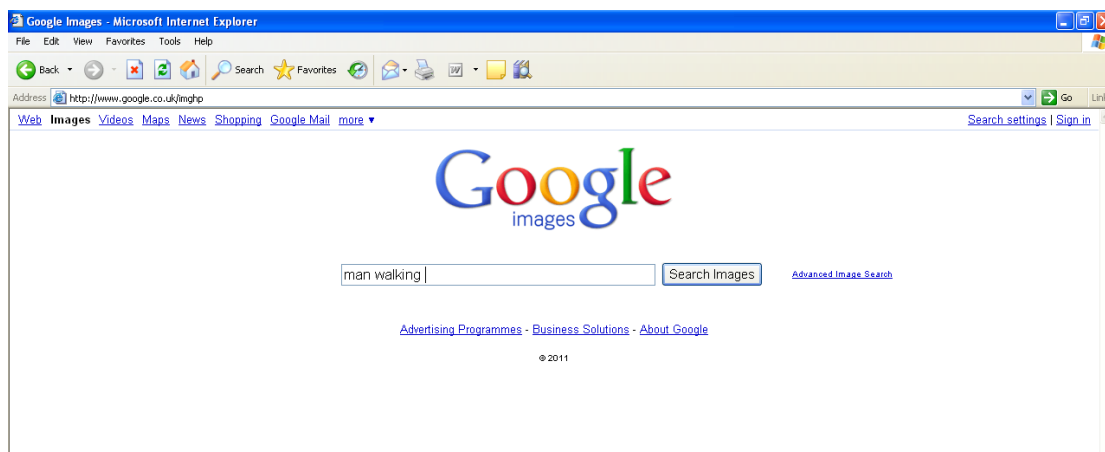 Google Images - Microsoft Internet Explorer
File Edit View Favorites Tools Help
Back Search Favorites
Address http://www.google.co.uk/imghp Go
Web Images Videos Maps News Shopping Google Mail more ▼ Search settings | Sign in
Google
images
man walking Search Images Advanced Image Search
Advertising Programmes - Business Solutions - About Google
© 2011